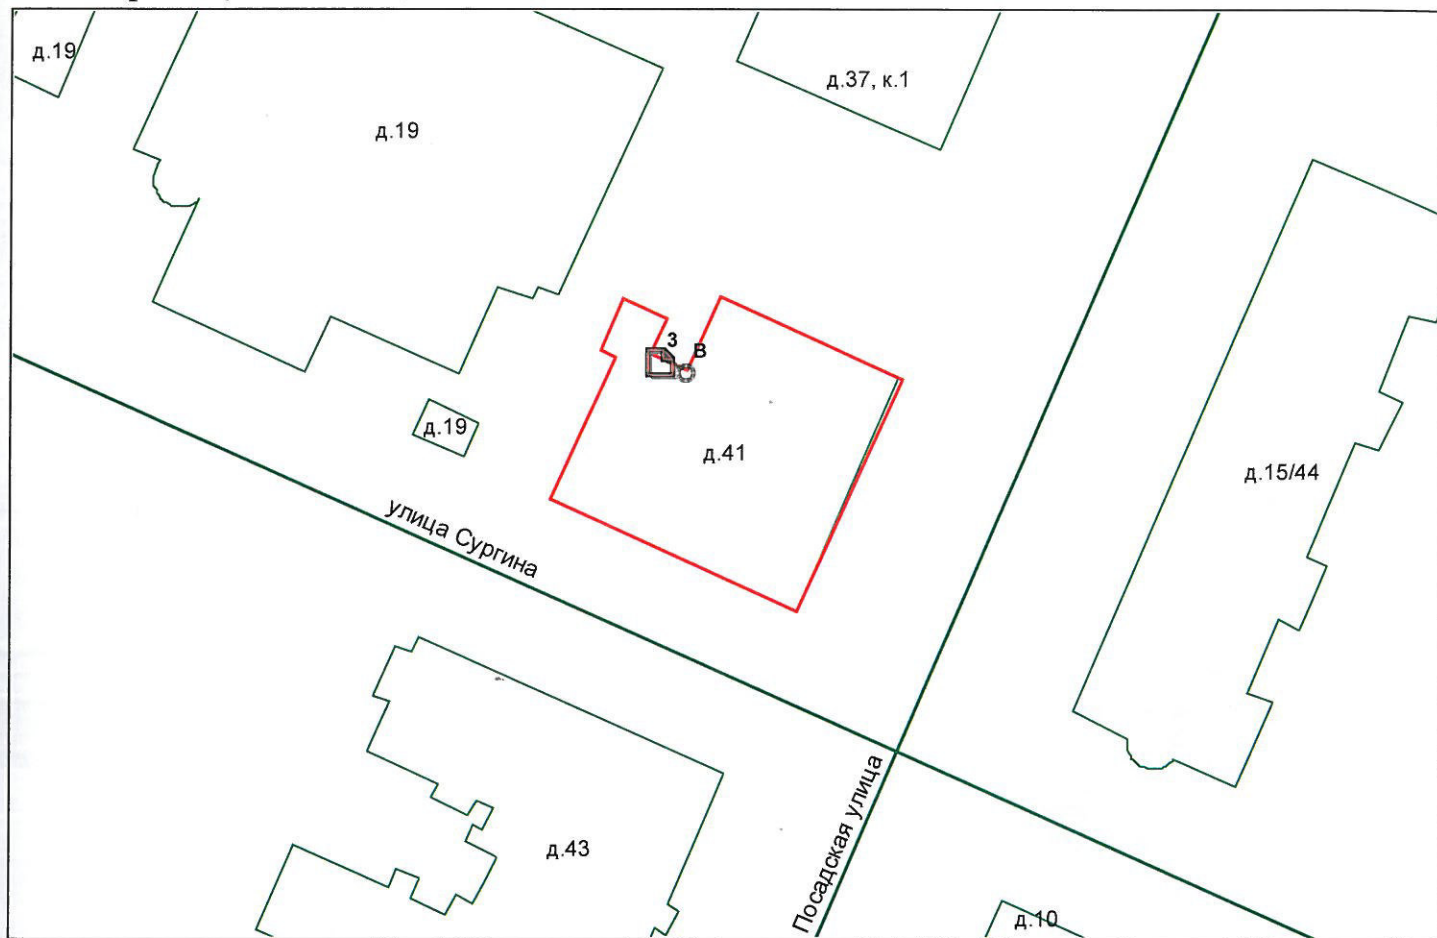 д.19
д.37, к.1
д.19
3
В
д.19
д.41
д.15/44
улица Сургина
Посадская улица
д.43
д.10